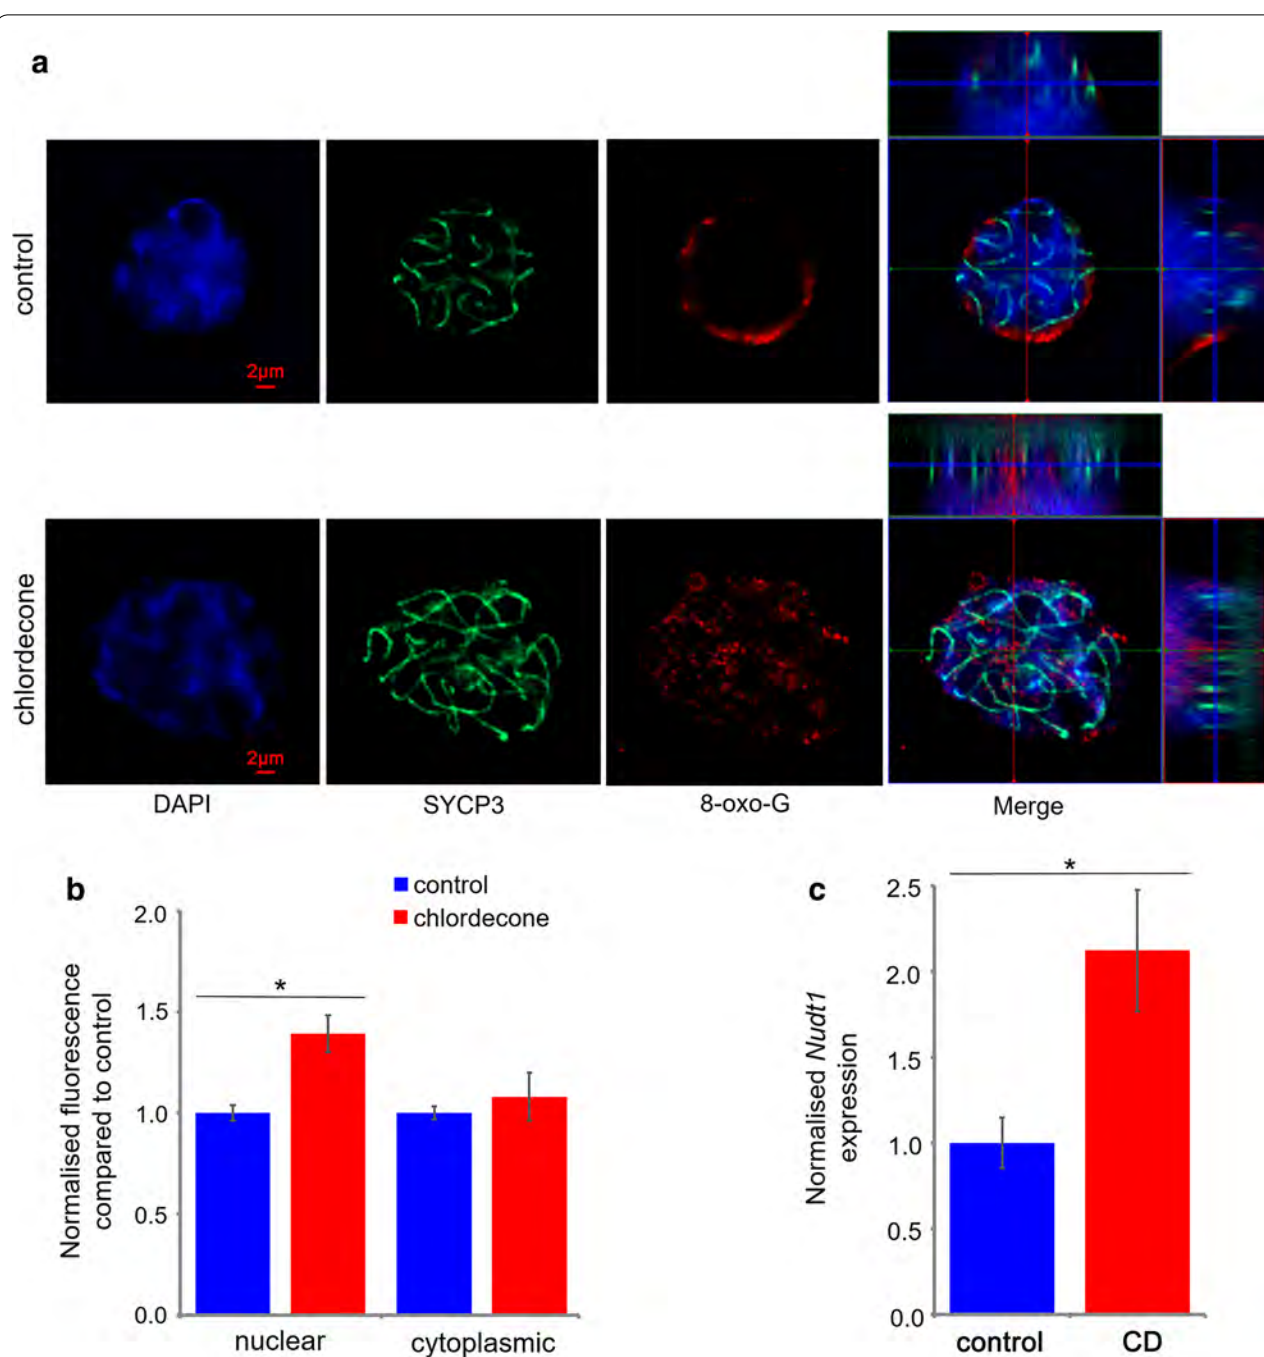 a
control
2µm
chlordecone
2µm
DAPI
SYCP3
8-oxo-G
Merge
b
control
chlordecone
Normalised fluorescence
compared to control
2.0
1.5
1.0
0.5
0.0
*
nuclear
cytoplasmic
c
Normalised Nudt1
expression
2.5
2.0
1.5
1.0
0.5
0.0
*
control
CD